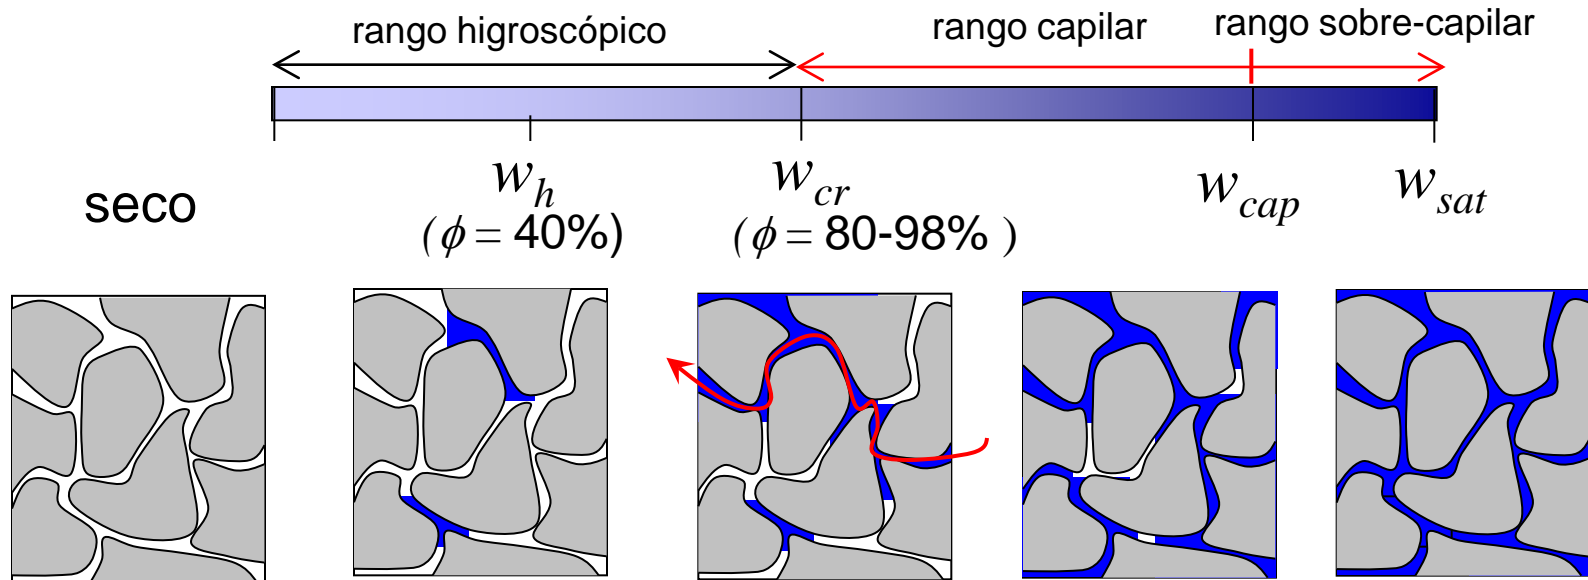 rango higroscópico
rango capilar
rango sobre-capilar
seco
w_h
(ϕ = 40%)
w_cr
(ϕ = 80-98% )
w_cap
w_sat